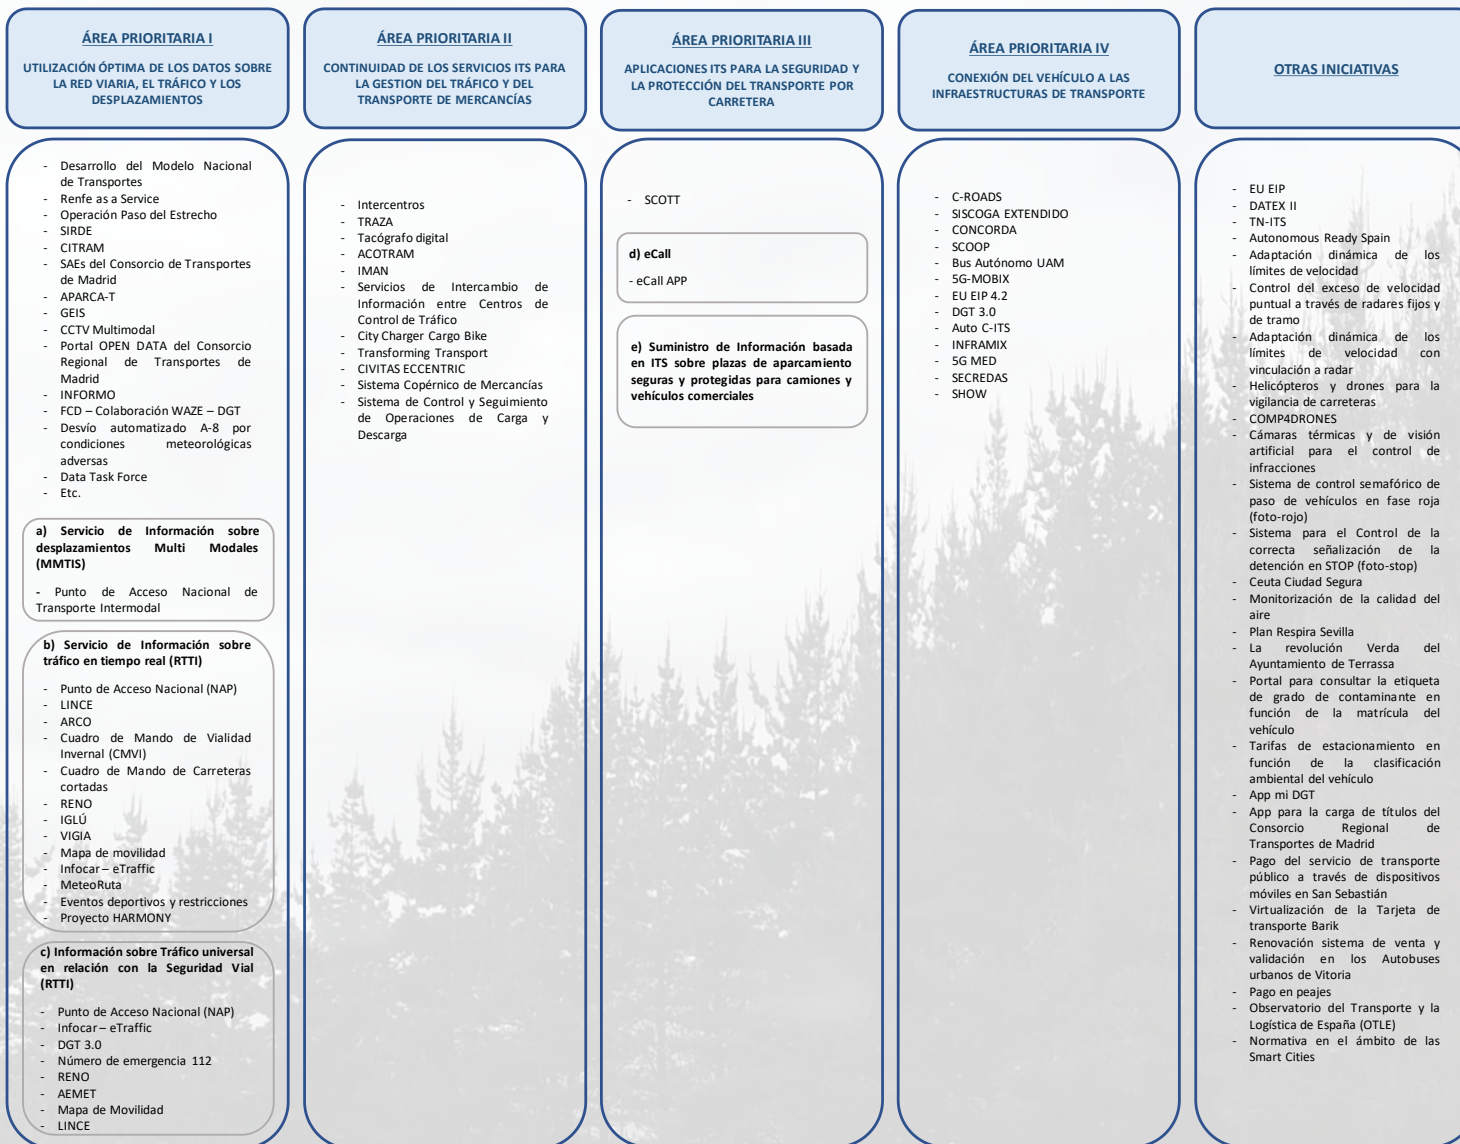 ÁREA PRIORITARIA I
UTILIZACIÓN ÓPTIMA DE LOS DATOS SOBRE
LA RED VIARIA, EL TRÁFICO Y LOS
DESPLAZAMIENTOS
- Desarrollo del Modelo Nacional
de Transportes
- Renfe as a Service
- Operación Paso del Estrecho
- SIRDE
- CITRAM
- SAEs del Consorcio de Transportes
de Madrid
- APARCA-T
- GEIS
- CCTV Multimodal
- Portal OPEN DATA del Consorcio
Regional de Transportes de
Madrid
- INFORMO
- FCD – Colaboración WAZE – DGT
- Desvío automatizado A-8 por
condiciones meteorológicas
adversas
- Data Task Force
- Etc.
a) Servicio de Información sobre
desplazamientos Multi Modales
(MMTIS)
- Punto de Acceso Nacional de
Transporte Intermodal
b) Servicio de Información sobre
tráfico en tiempo real (RTTI)
- Punto de Acceso Nacional (NAP)
- LINCE
- ARCO
- Cuadro de Mando de Vialidad
Invernal (CMVI)
- Cuadro de Mando de Carreteras
cortadas
- RENO
- IGLÚ
- VIGIA
- Mapa de movilidad
- Infocar – eTraffic
- MeteoRuta
- Eventos deportivos y restricciones
- Proyecto HARMONY
c) Información sobre Tráfico universal
en relación con la Seguridad Vial
(RTTI)
- Punto de Acceso Nacional (NAP)
- Infocar – eTraffic
- DGT 3.0
- Número de emergencia 112
- RENO
- AEMET
- Mapa de Movilidad
- LINCE
ÁREA PRIORITARIA II
CONTINUIDAD DE LOS SERVICIOS ITS PARA
LA GESTION DEL TRÁFICO Y DEL
TRANSPORTE DE MERCANCÍAS
- Intercentros
- TRAZA
- Tacógrafo digital
- ACOTRAM
- IMAN
- Servicios de Intercambio de
Información entre Centros de
Control de Tráfico
- City Charger Cargo Bike
- Transforming Transport
- CIVITAS ECCENTRIC
- Sistema Copérnico de Mercancías
- Sistema de Control y Seguimiento
de Operaciones de Carga y
Descarga
ÁREA PRIORITARIA III
APLICACIONES ITS PARA LA SEGURIDAD Y
LA PROTECCIÓN DEL TRANSPORTE POR
CARRETERA
- SCOTT
d) eCall
- eCall APP
e) Suministro de Información basada
en ITS sobre plazas de aparcamiento
seguras y protegidas para camiones y
vehículos comerciales
ÁREA PRIORITARIA IV
CONEXIÓN DEL VEHÍCULO A LAS
INFRAESTRUCTURAS DE TRANSPORTE
- C-ROADS
- SISCOGA EXTENDIDO
- CONCORDA
- SCOOP
- Bus Autónomo UAM
- 5G-MOBIX
- EU EIP 4.2
- DGT 3.0
- Auto C-ITS
- INFRAMIX
- 5G MED
- SECREDAS
- SHOW
OTRAS INICIATIVAS
- EU EIP
- DATEX II
- TN-ITS
- Autonomous Ready Spain
- Adaptación dinámica de los
límites de velocidad
- Control del exceso de velocidad
puntual a través de radares fijos y
de tramo
- Adaptación dinámica de los
límites de velocidad con
vinculación a radar
- Helicópteros y drones para la
vigilancia de carreteras
- COMP4DRONES
- Cámaras térmicas y de visión
artificial para el control de
infracciones
- Sistema de control semafórico de
paso de vehículos en fase roja
(foto-rojo)
- Sistema para el Control de la
correcta señalización de la
detención en STOP (foto-stop)
- Ceuta Ciudad Segura
- Monitorización de la calidad del
aire
- Plan Respira Sevilla
- La revolución Verda del
Ayuntamiento de Terrassa
- Portal para consultar la etiqueta
de grado de contaminante en
función de la matrícula del
vehículo
- Tarifas de estacionamiento en
función de la clasificación
ambiental del vehículo
- App mi DGT
- App para la carga de títulos del
Consorcio Regional de
Transportes de Madrid
- Pago del servicio de transporte
público a través de dispositivos
móviles en San Sebastián
- Virtualización de la Tarjeta de
transporte Barik
- Renovación sistema de venta y
validación en los Autobuses
urbanos de Vitoria
- Pago en peajes
- Observatorio del Transporte y la
Logística de España (OTLE)
- Normativa en el ámbito de las
Smart Cities